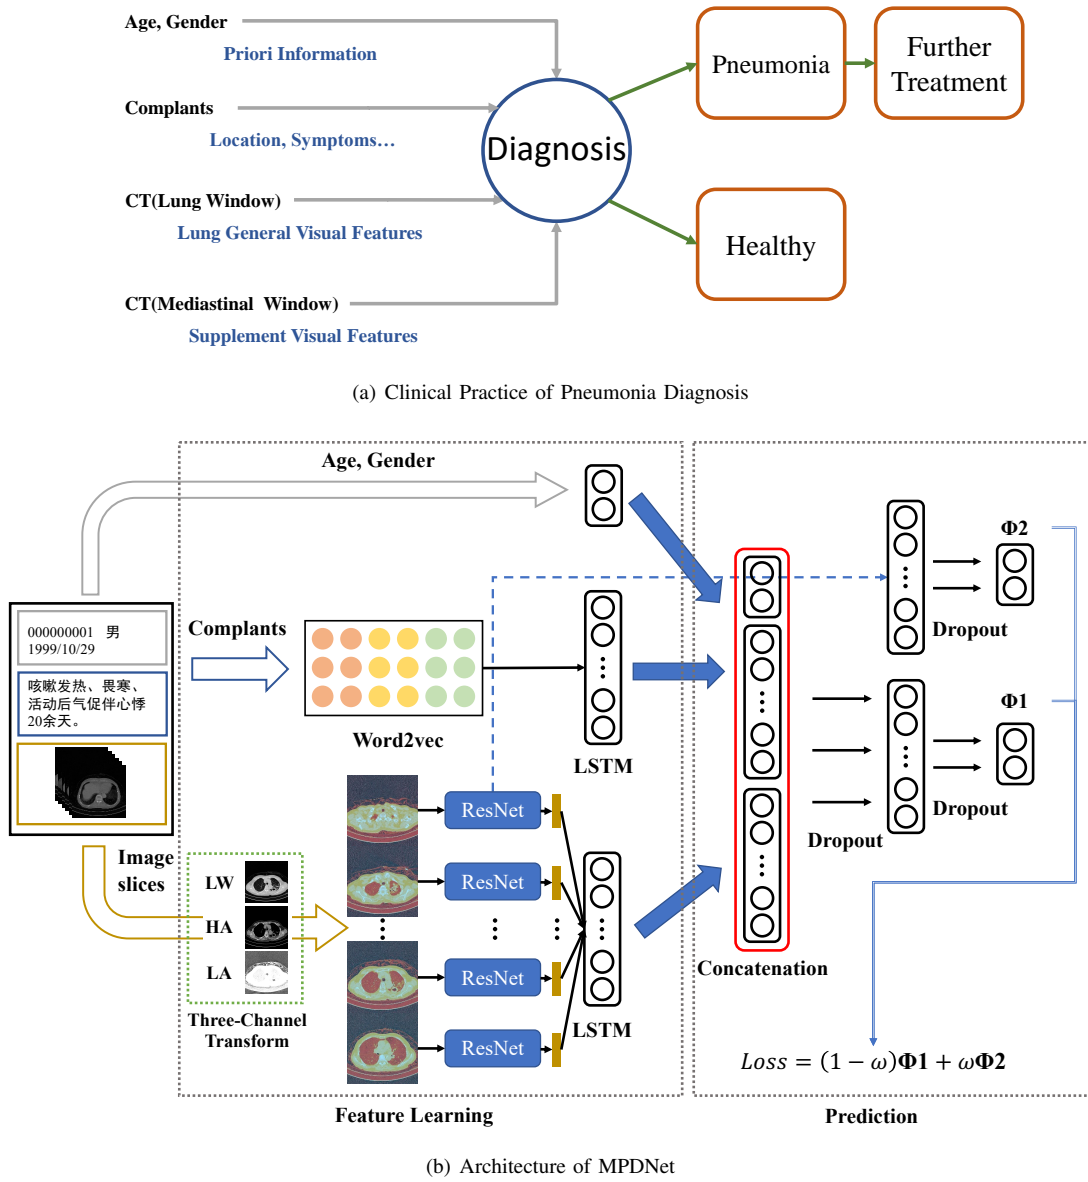 Age, Gender
Priori Information
Complants
Location, Symptoms…
CT(Lung Window)
Lung General Visual Features
CT(Mediastinal Window)
Supplement Visual Features
Diagnosis
Pneumonia
Further
Treatment
Healthy
(a) Clinical Practice of Pneumonia Diagnosis
Age, Gender
000000001 男
1999/10/29
咳嗽发热、畏寒、
活动后气促伴心悸
20余天。
Complants
Word2vec
LSTM
Image
slices
LW
HA
LA
Three-Channel
Transform
ResNet
ResNet
ResNet
ResNet
LSTM
Feature Learning
Concatenation
Dropout
Φ2
Dropout
Φ1
Dropout
Loss = (1 − ω)Φ1 + ωΦ2
Prediction
(b) Architecture of MPDNet